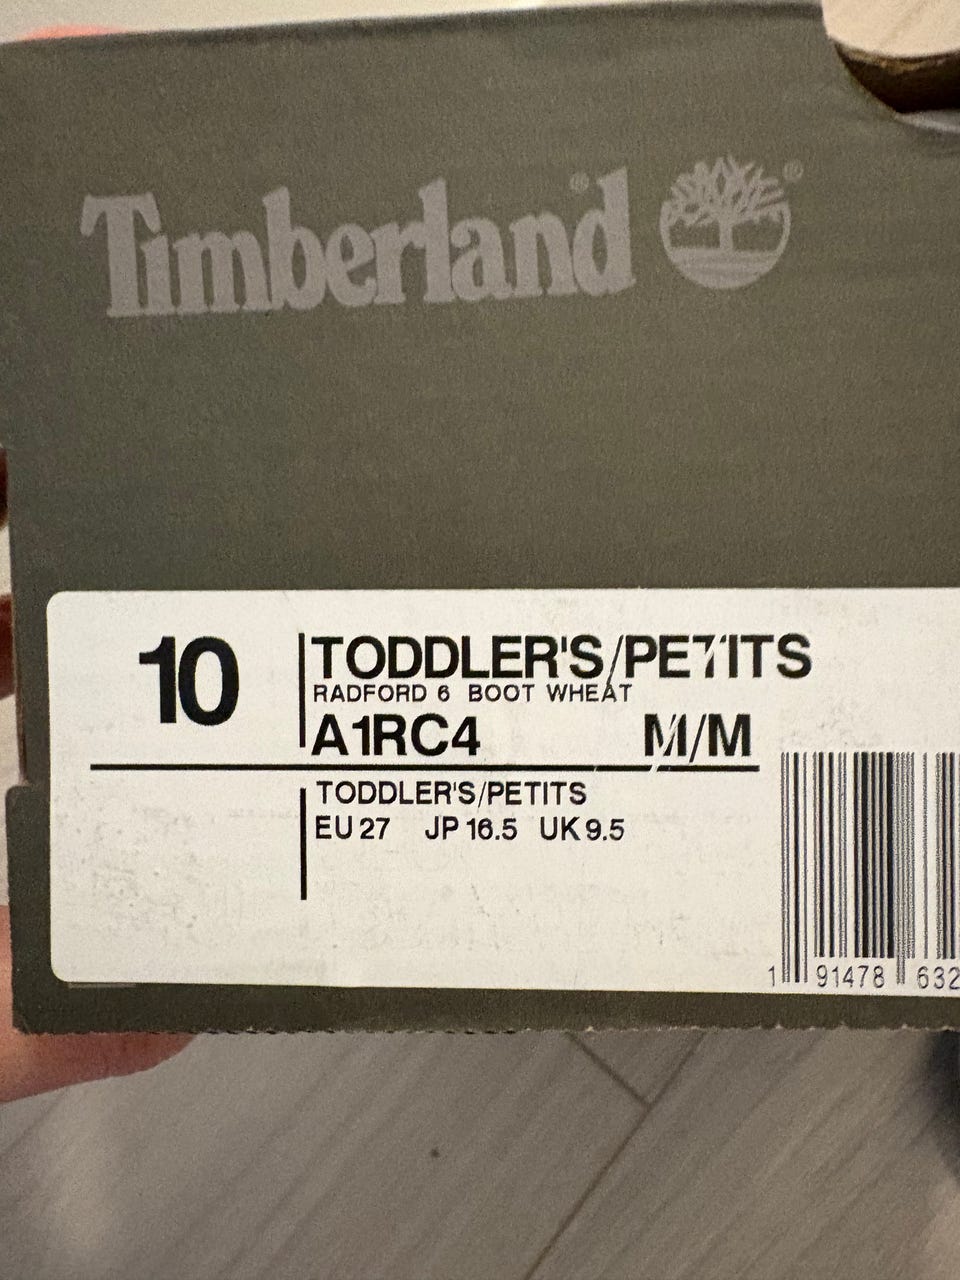 Timberland® ®
10
TODDLER'S/PETITS
RADFORD 6 BOOT WHEAT
A1RC4 M/M
TODDLER'S/PETITS
EU 27 JP 16.5 UK 9.5
1 91478 632